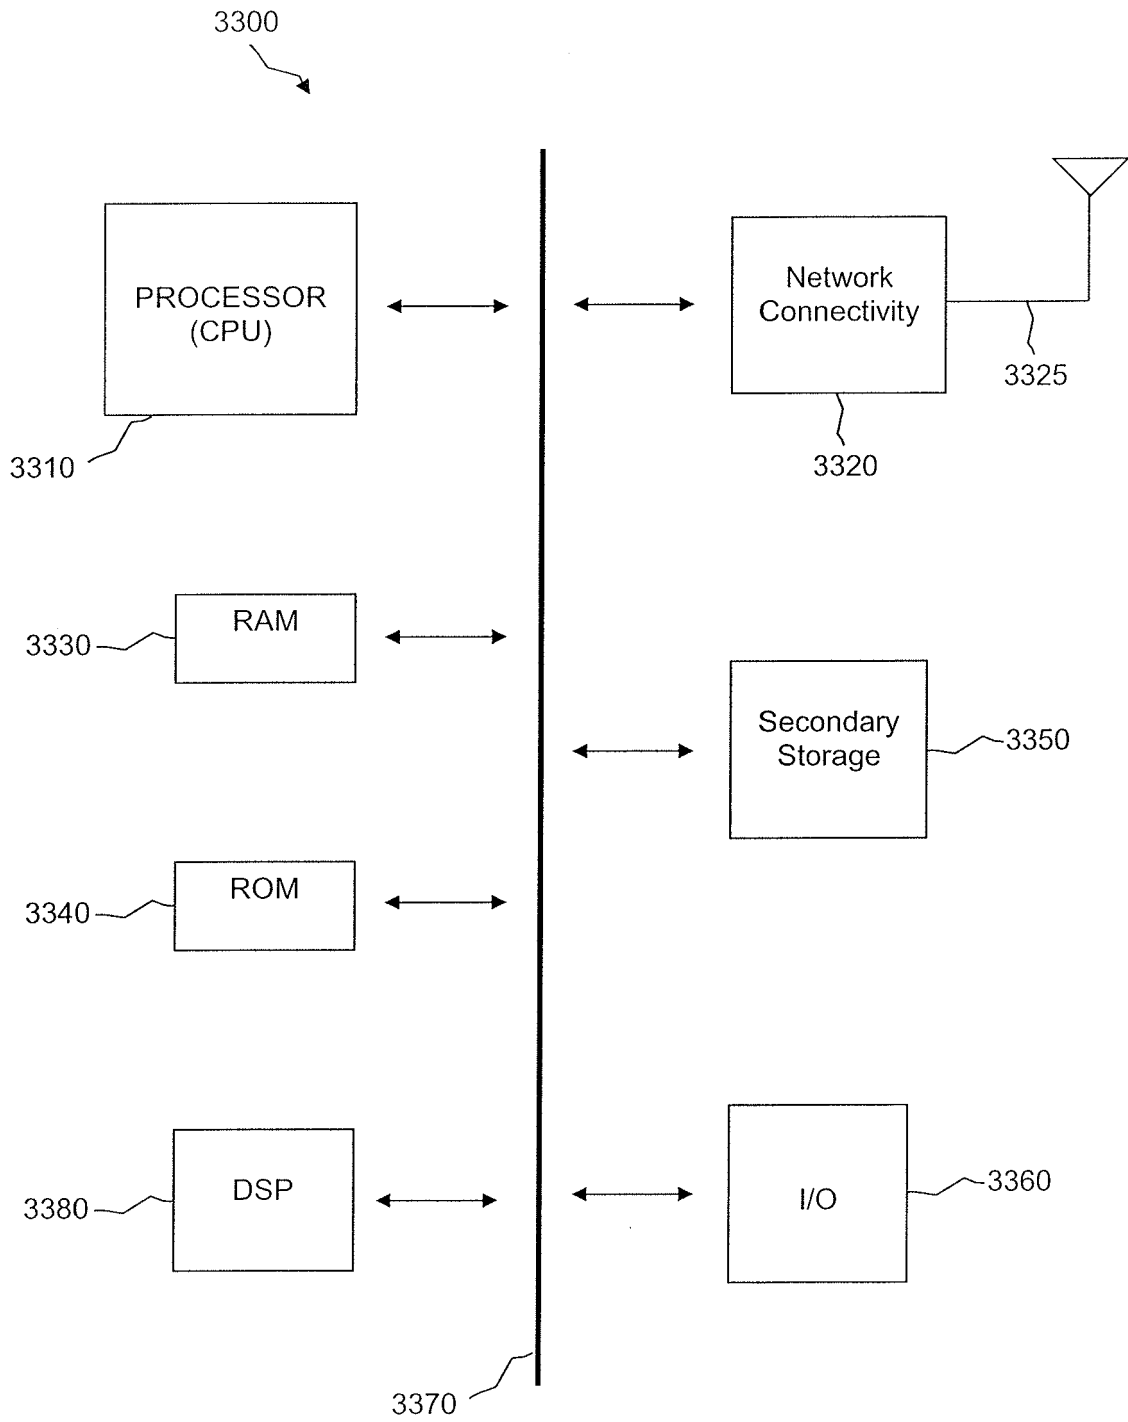 3300
PROCESSOR
(CPU)
3310
Network
Connectivity
3325
3320
RAM
3330
Secondary
Storage
3350
ROM
3340
DSP
3380
I/O
3360
3370